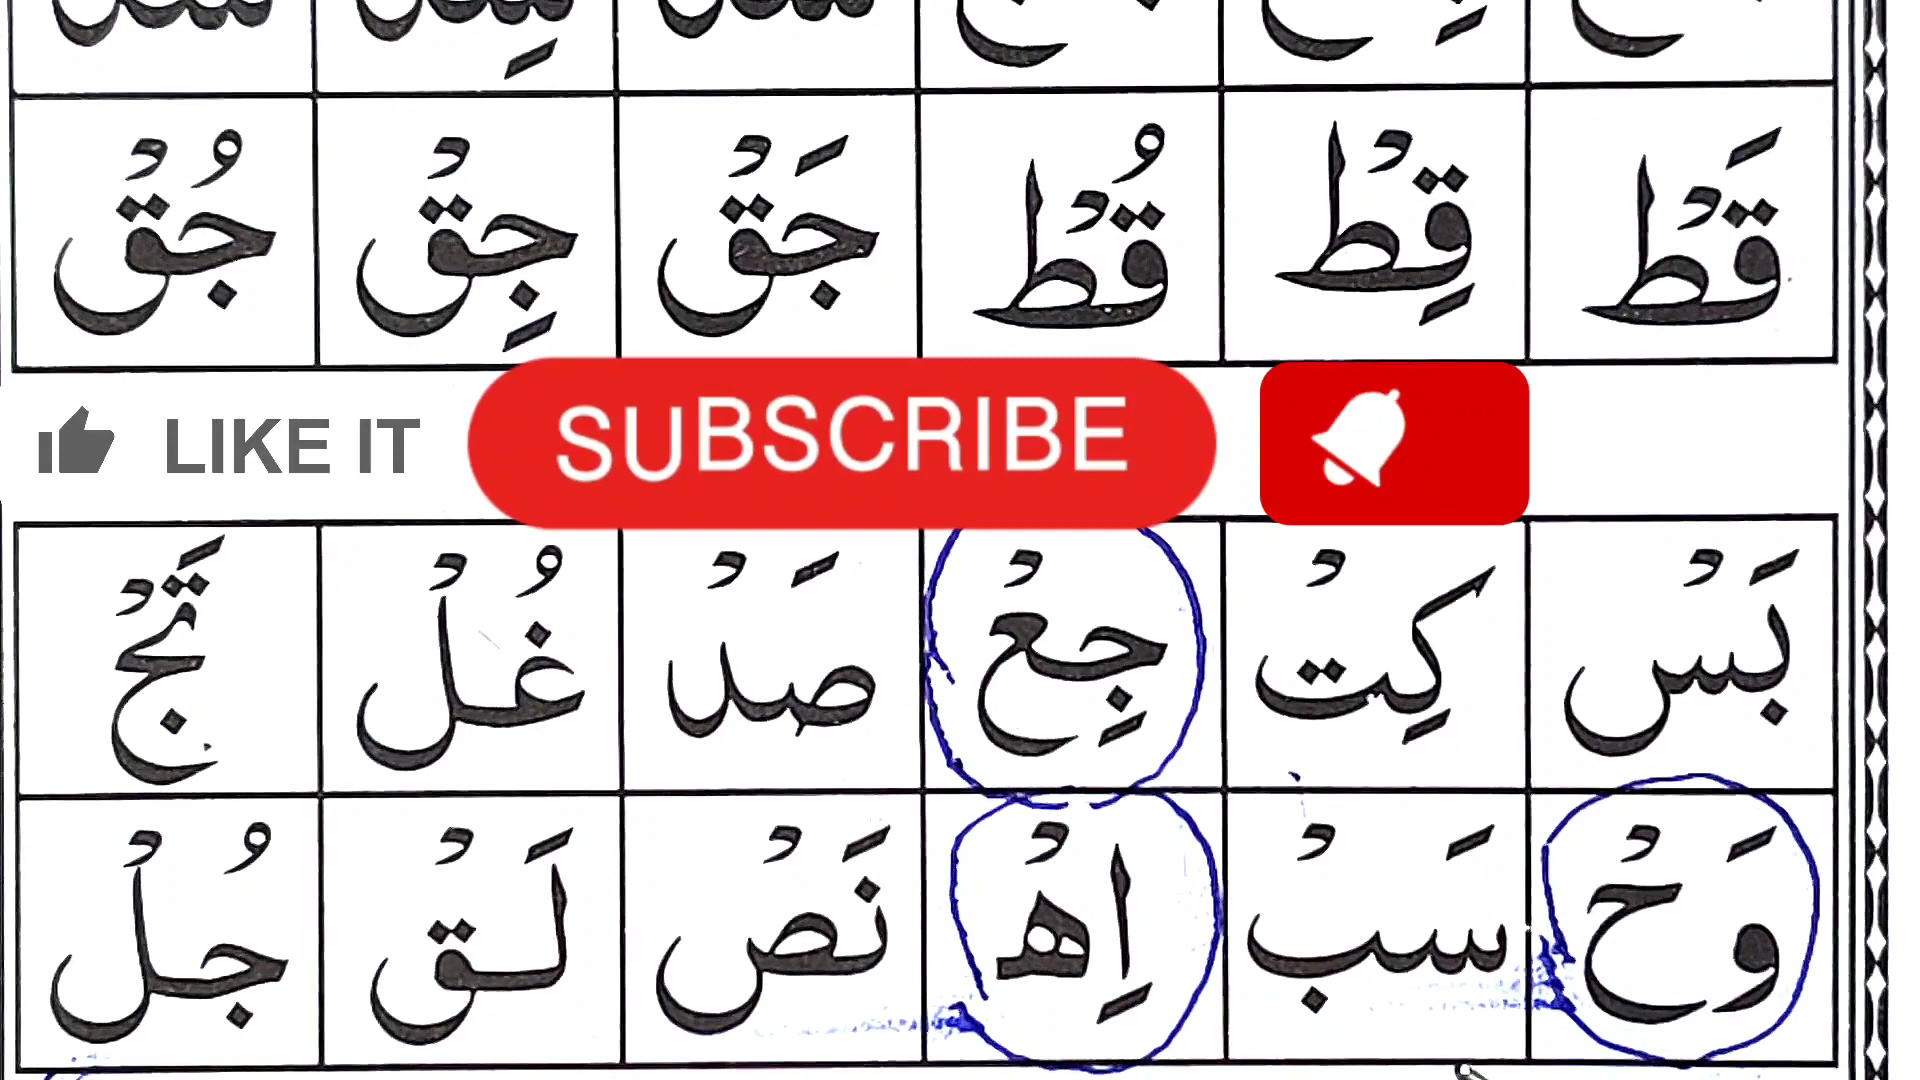 قَطْ قِطْ قُطْ جَقْ جِقْ جُقْ
LIKE IT SUBSCRIBE
بَسْ كِتْ جِعْ صَدْ غُلْ تَجْ
وَحْ سَبْ اِهْ نَصْ لَقْ جُلْ